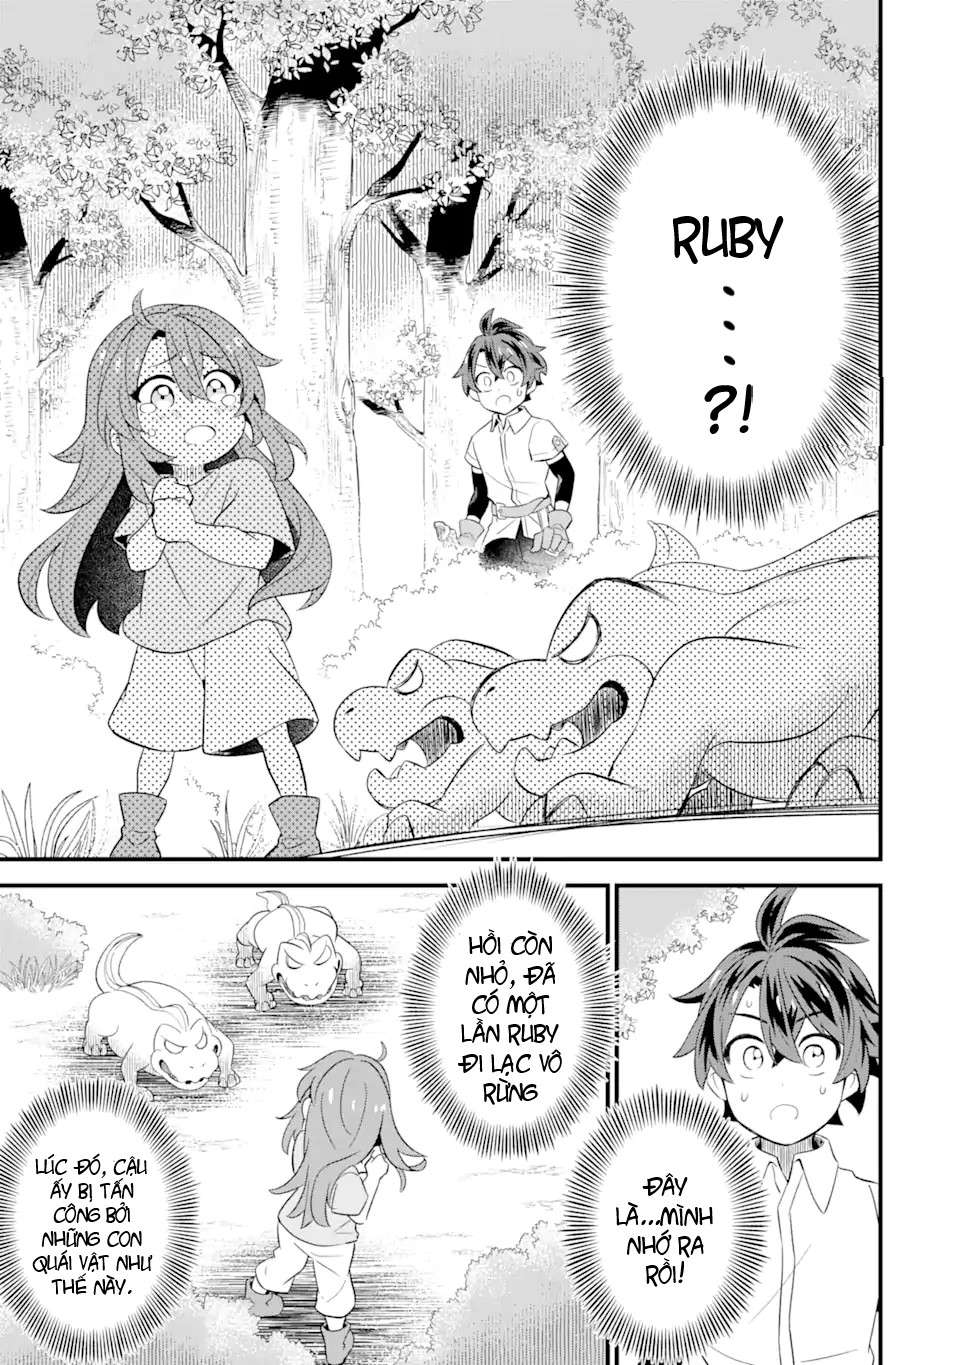 RUBY
....
?!
ĐÂY
LÀ...MÌNH
NHỚ RA
RỒI!
HỒI CÒN
NHỎ, ĐÃ
CÓ MỘT
LẦN RUBY
ĐI LẠC VÔ
RỪNG
LÚC ĐÓ, CẬU
ẤY BỊ TẤN
CÔNG BỞI
NHỮNG CON
QUÁI VẬT NHƯ
THẾ NÀY.